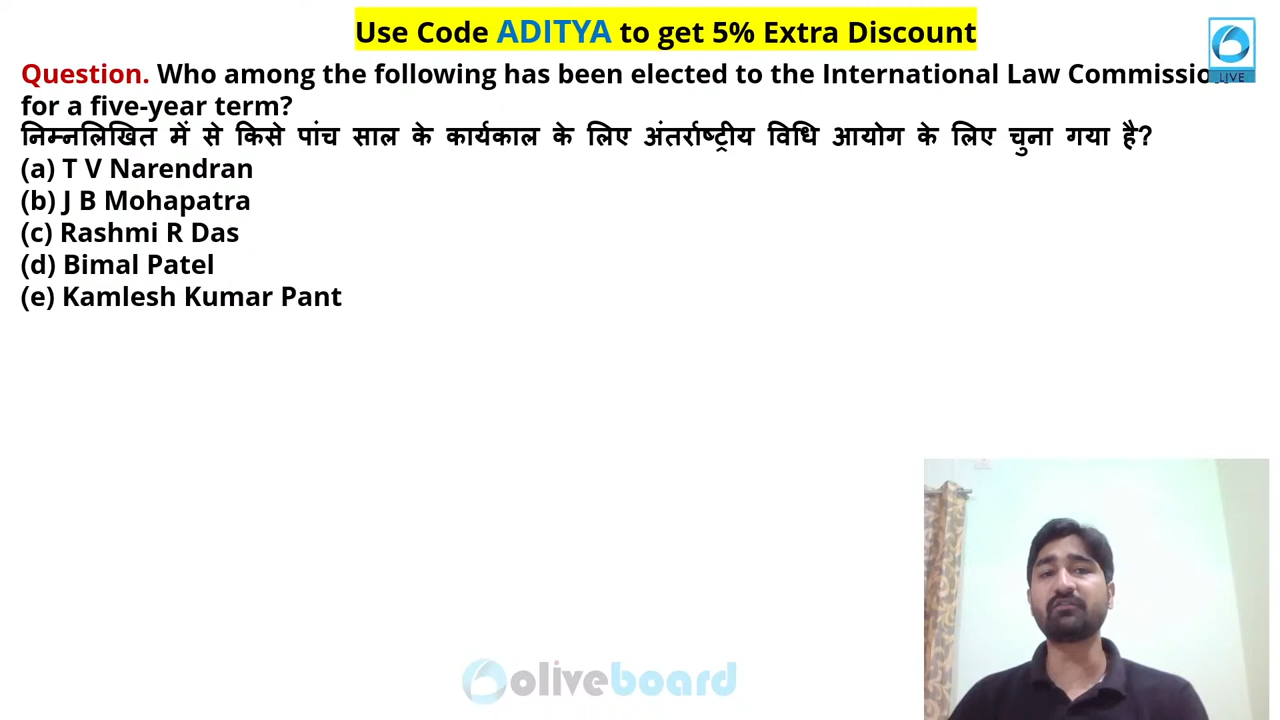 Use Code ADITYA to get 5% Extra Discount
Question. Who among the following has been elected to the International Law Commission
for a five-year term?
निम्नलिखित में से किसे पांच साल के कार्यकाल के लिए अंतर्राष्ट्रीय विधि आयोग के लिए चुना गया है?
(a) T V Narendran
(b) J B Mohapatra
(c) Rashmi R Das
(d) Bimal Patel
(e) Kamlesh Kumar Pant
LIVE
oliveboard